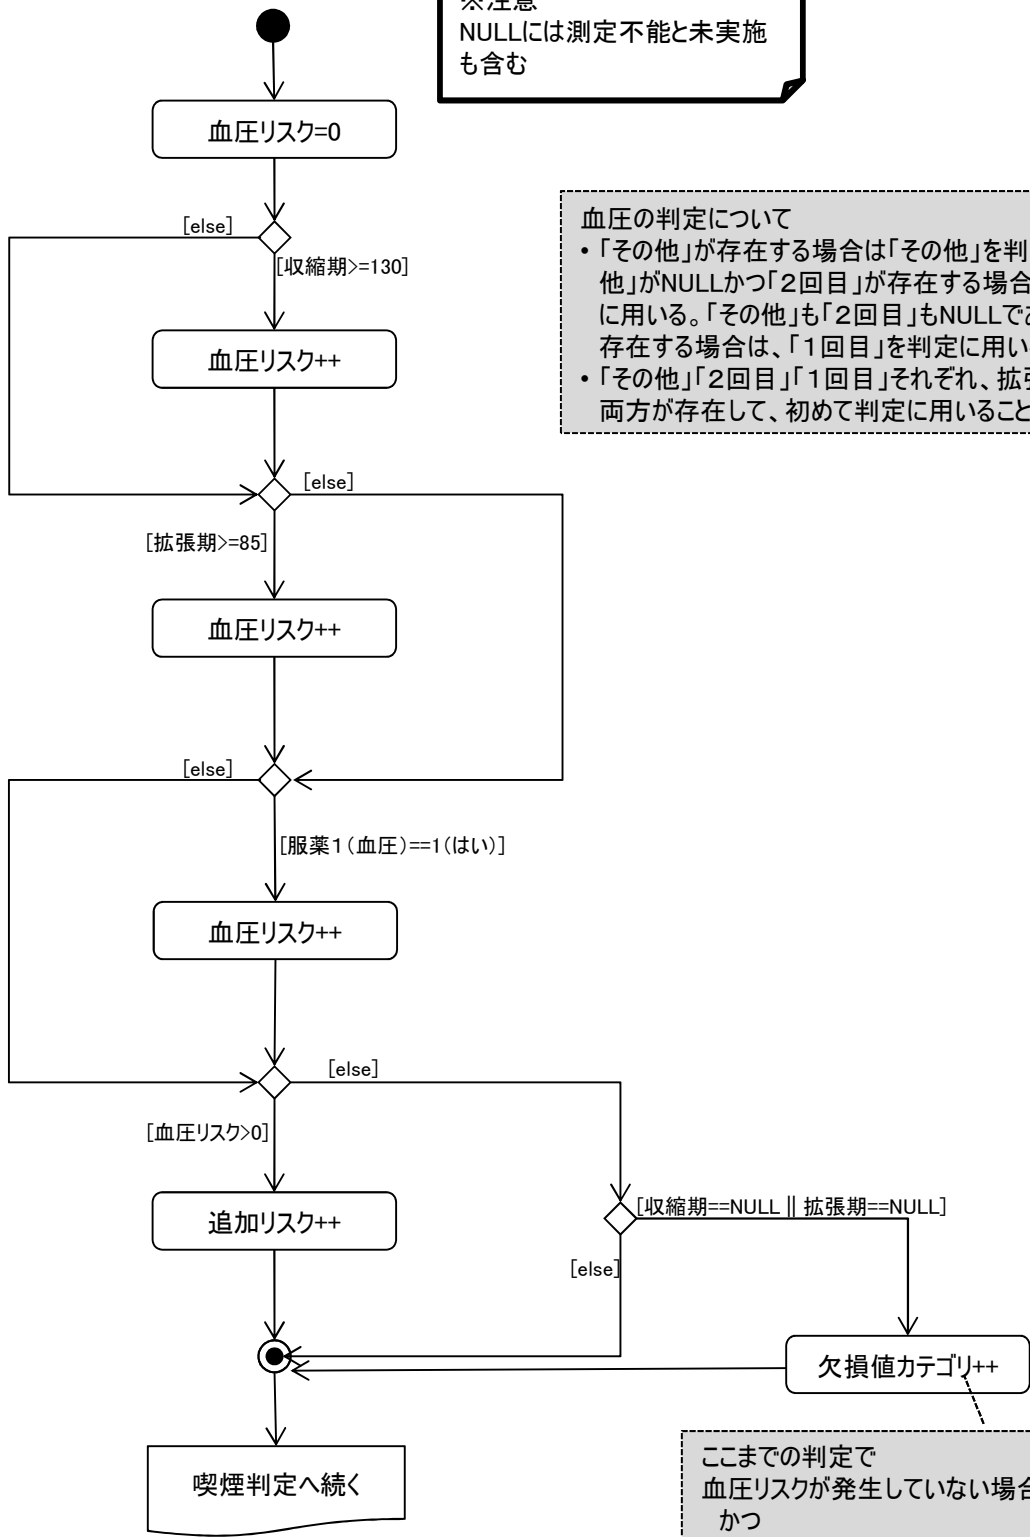 ※注意
NULLには測定不能と未実施
も含む
血圧リスク=0
[else]
[収縮期>=130]
血圧の判定について
•「その他」が存在する場合は「その他」を判
他」がNULLかつ「２回目」が存在する場合
に用いる。「その他」も「２回目」もNULLであ
存在する場合は、「１回目」を判定に用い
•「その他」「２回目」「１回目」それぞれ、拡張
両方が存在して、初めて判定に用いること
血圧リスク++
[else]
[拡張期>=85]
血圧リスク++
[else]
[服薬１(血圧)==1(はい)]
血圧リスク++
[else]
[血圧リスク>0]
追加リスク++
[収縮期==NULL || 拡張期==NULL]
[else]
欠損値カテゴリ++
喫煙判定へ続く
ここまでの判定で
血圧リスクが発生していない場合
かつ